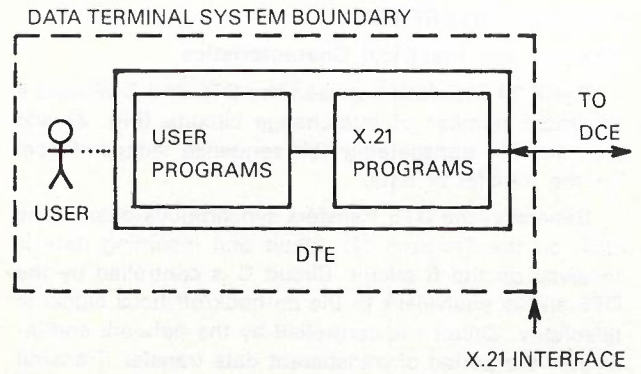 DATA TERMINAL SYSTEM BOUNDARY
USER
PROGRAMS
X.21
PROGRAMS
TO
DCE
USER
DTE
X.21 INTERFACE